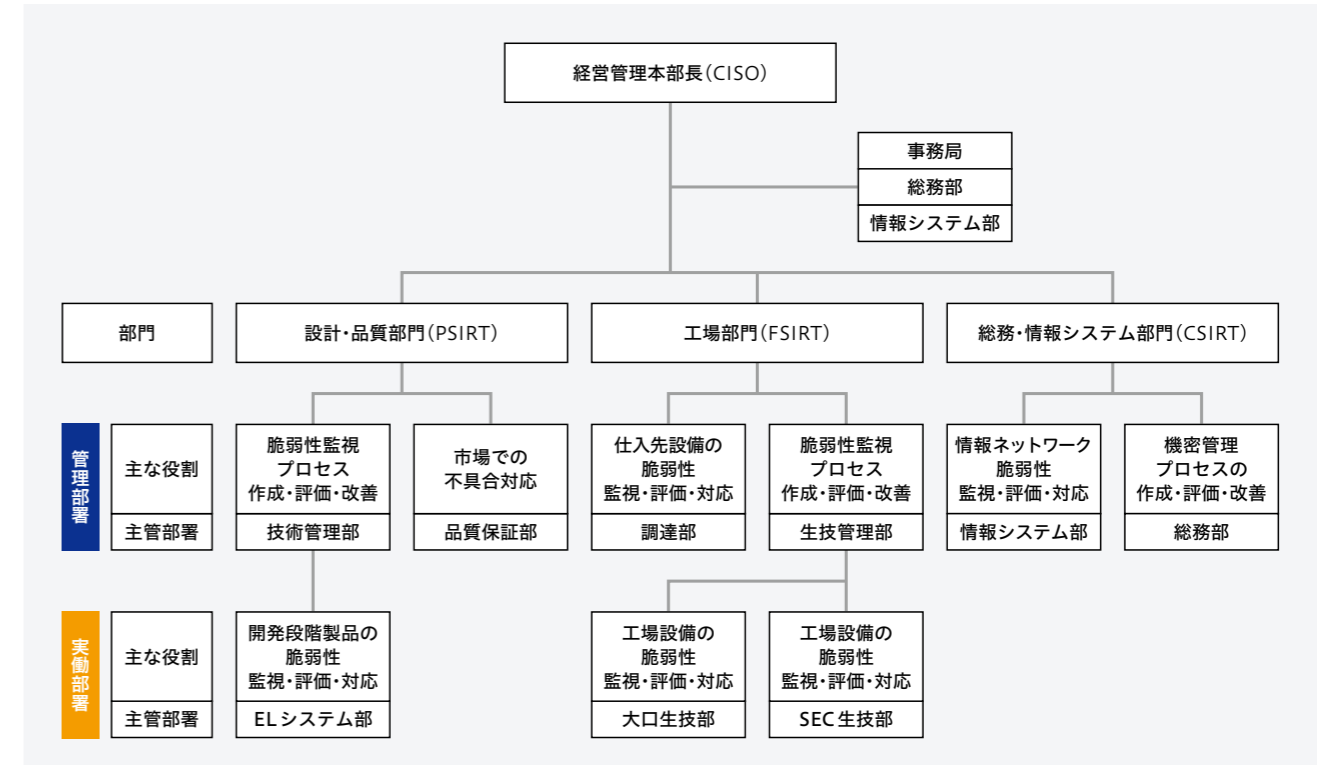 経営管理本部長（CISO）
事務局
総務部
情報システム部
部門
設計・品質部門（PSIRT）
工場部門（FSIRT）
総務・情報システム部門（CSIRT）
管理部署
主な役割
脆弱性監視
プロセス
作成・評価・改善
市場での
不具合対応
仕入先設備の
脆弱性
監視・評価・対応
脆弱性監視
プロセス
作成・評価・改善
情報ネットワーク
脆弱性
監視・評価・対応
機密管理
プロセスの
作成・評価・改善
主管部署
技術管理部
品質保証部
調達部
生技管理部
情報システム部
総務部
実働部署
主な役割
開発段階製品の
脆弱性
監視・評価・対応
工場設備の
脆弱性
監視・評価・対応
工場設備の
脆弱性
監視・評価・対応
主管部署
ELシステム部
大口生技部
SEC生技部